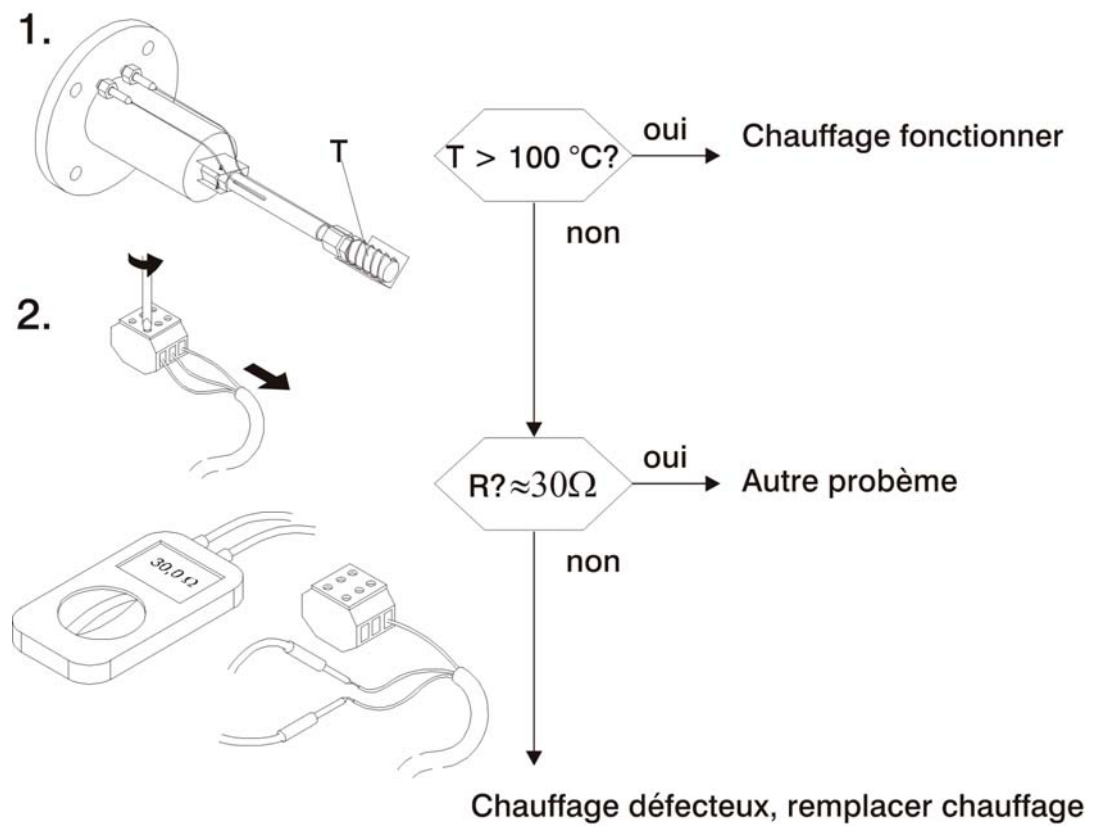 1.
T
T > 100 °C?
oui
Chauffage fonctionner
non
2.
R?≈30Ω
oui
Autre probème
30,0 Ω
non
Chauffage défecteux, remplacer chauffage